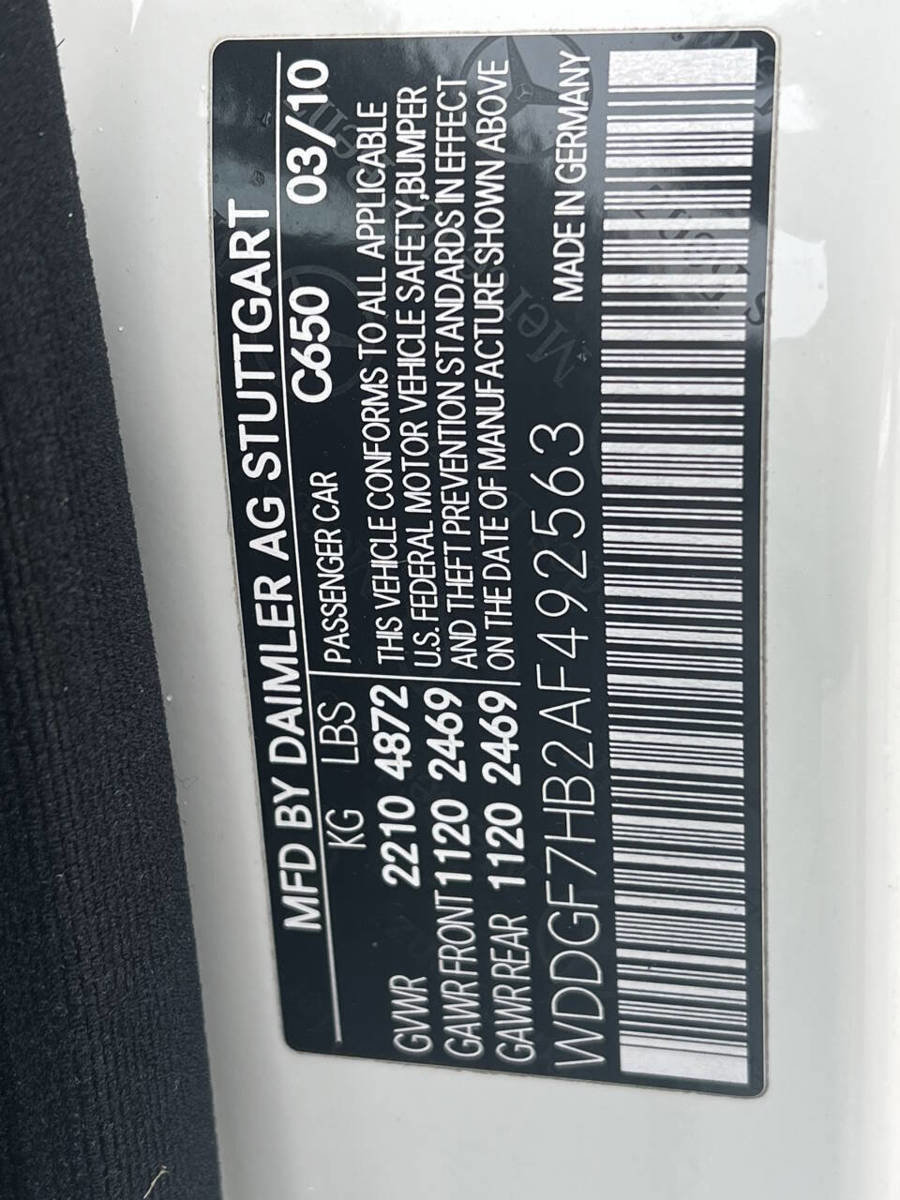 MFD BY DAIMLER AG STUTTGART
KG LBS PASSENGER CAR C650 03/10
GVWR 2210 4872 THIS VEHICLE CONFORMS TO ALL APPLICABLE
GAWR FRONT 1120 2469 U.S. FEDERAL MOTOR VEHICLE SAFETY,BUMPER
AND THEFT PREVENTION STANDARDS IN EFFECT
GAWR REAR 1120 2469 ON THE DATE OF MANUFACTURE SHOWN ABOVE
WDDGF7HB2AF492563 MADE IN GERMANY